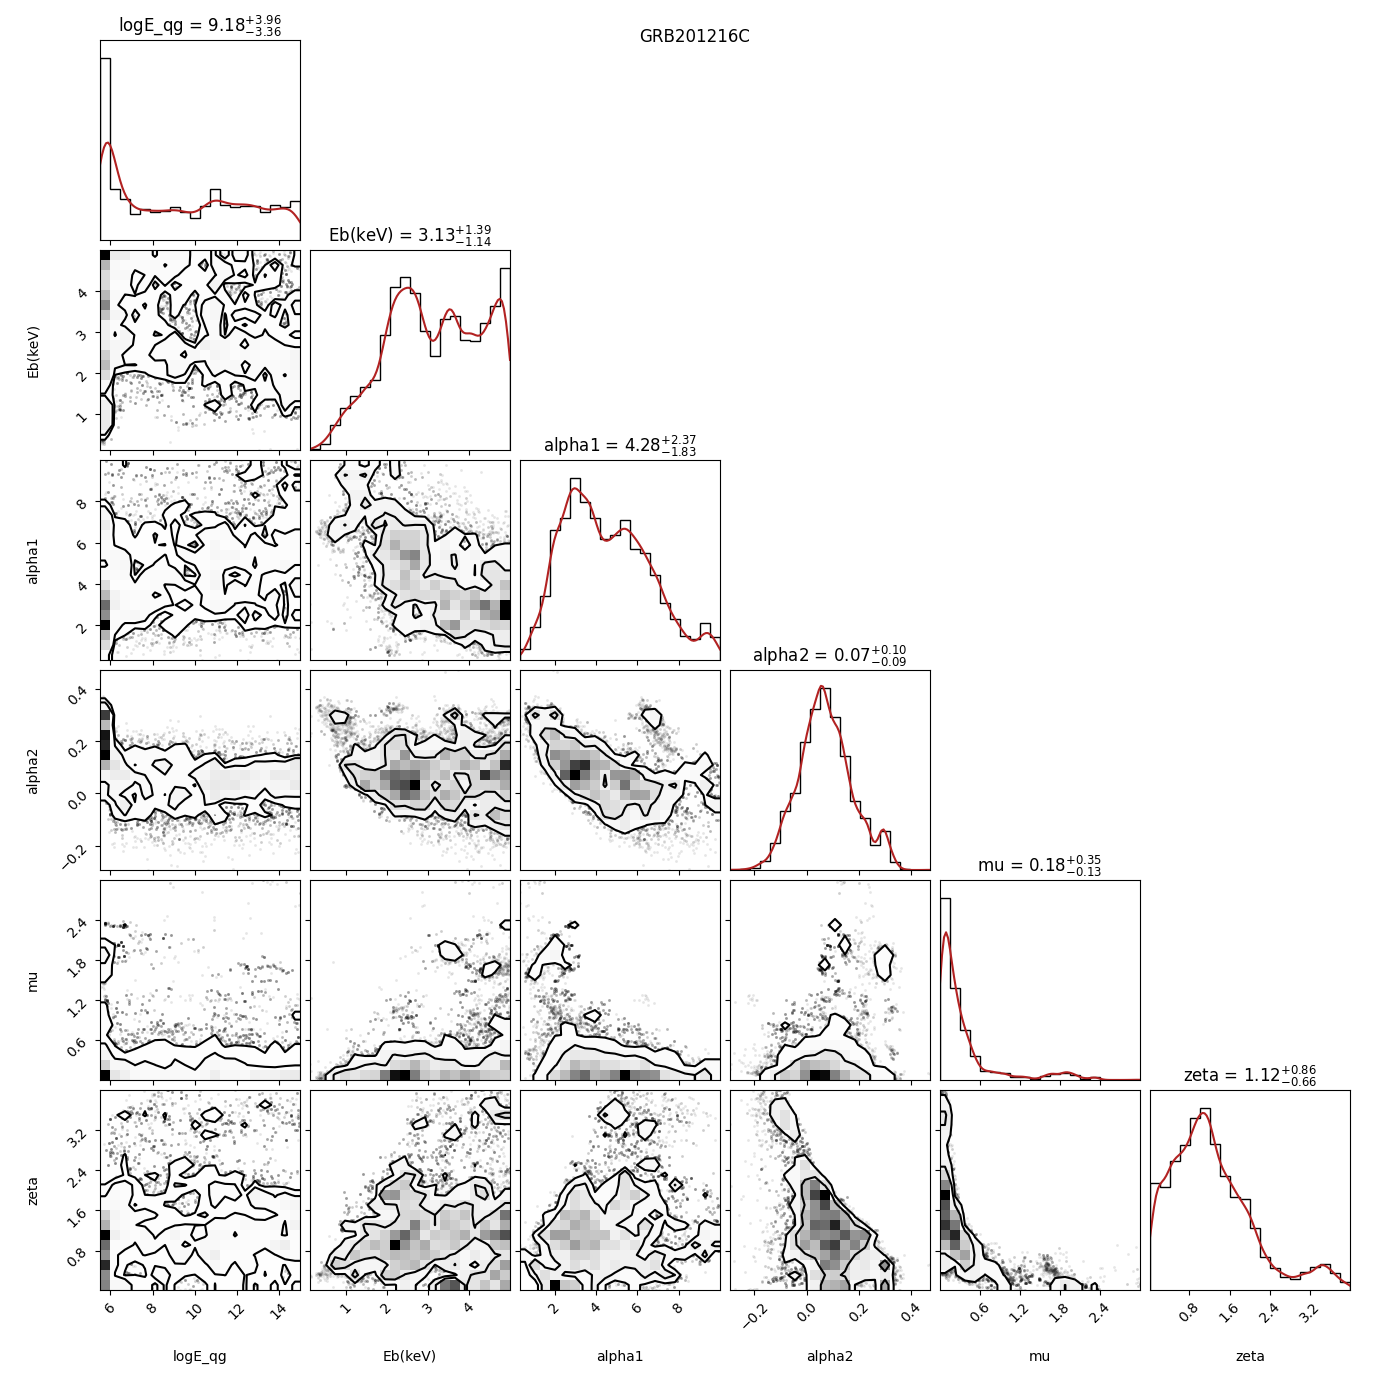 GRB201216C
logE_qg = 9.18+3.96 −3.36
Eb(keV) = 3.13+1.39 −1.14
4
3
2
1
Eb(keV)
alpha1 = 4.28+2.37 −1.83
8
6
4
2
alpha1
alpha2 = 0.07+0.10 −0.09
0.4
0.2
0.0
−0.2
alpha2
mu = 0.18+0.35 −0.13
2.4
1.8
1.2
0.6
mu
zeta = 1.12+0.86 −0.66
3.2
2.4
1.6
0.8
zeta
6 8 10 12 14 1 2 3 4 2 4 6 8 −0.2 0.0 0.2 0.4 0.6 1.2 1.8 2.4 0.8 1.6 2.4 3.2
logE_qg Eb(keV) alpha1 alpha2 mu zeta